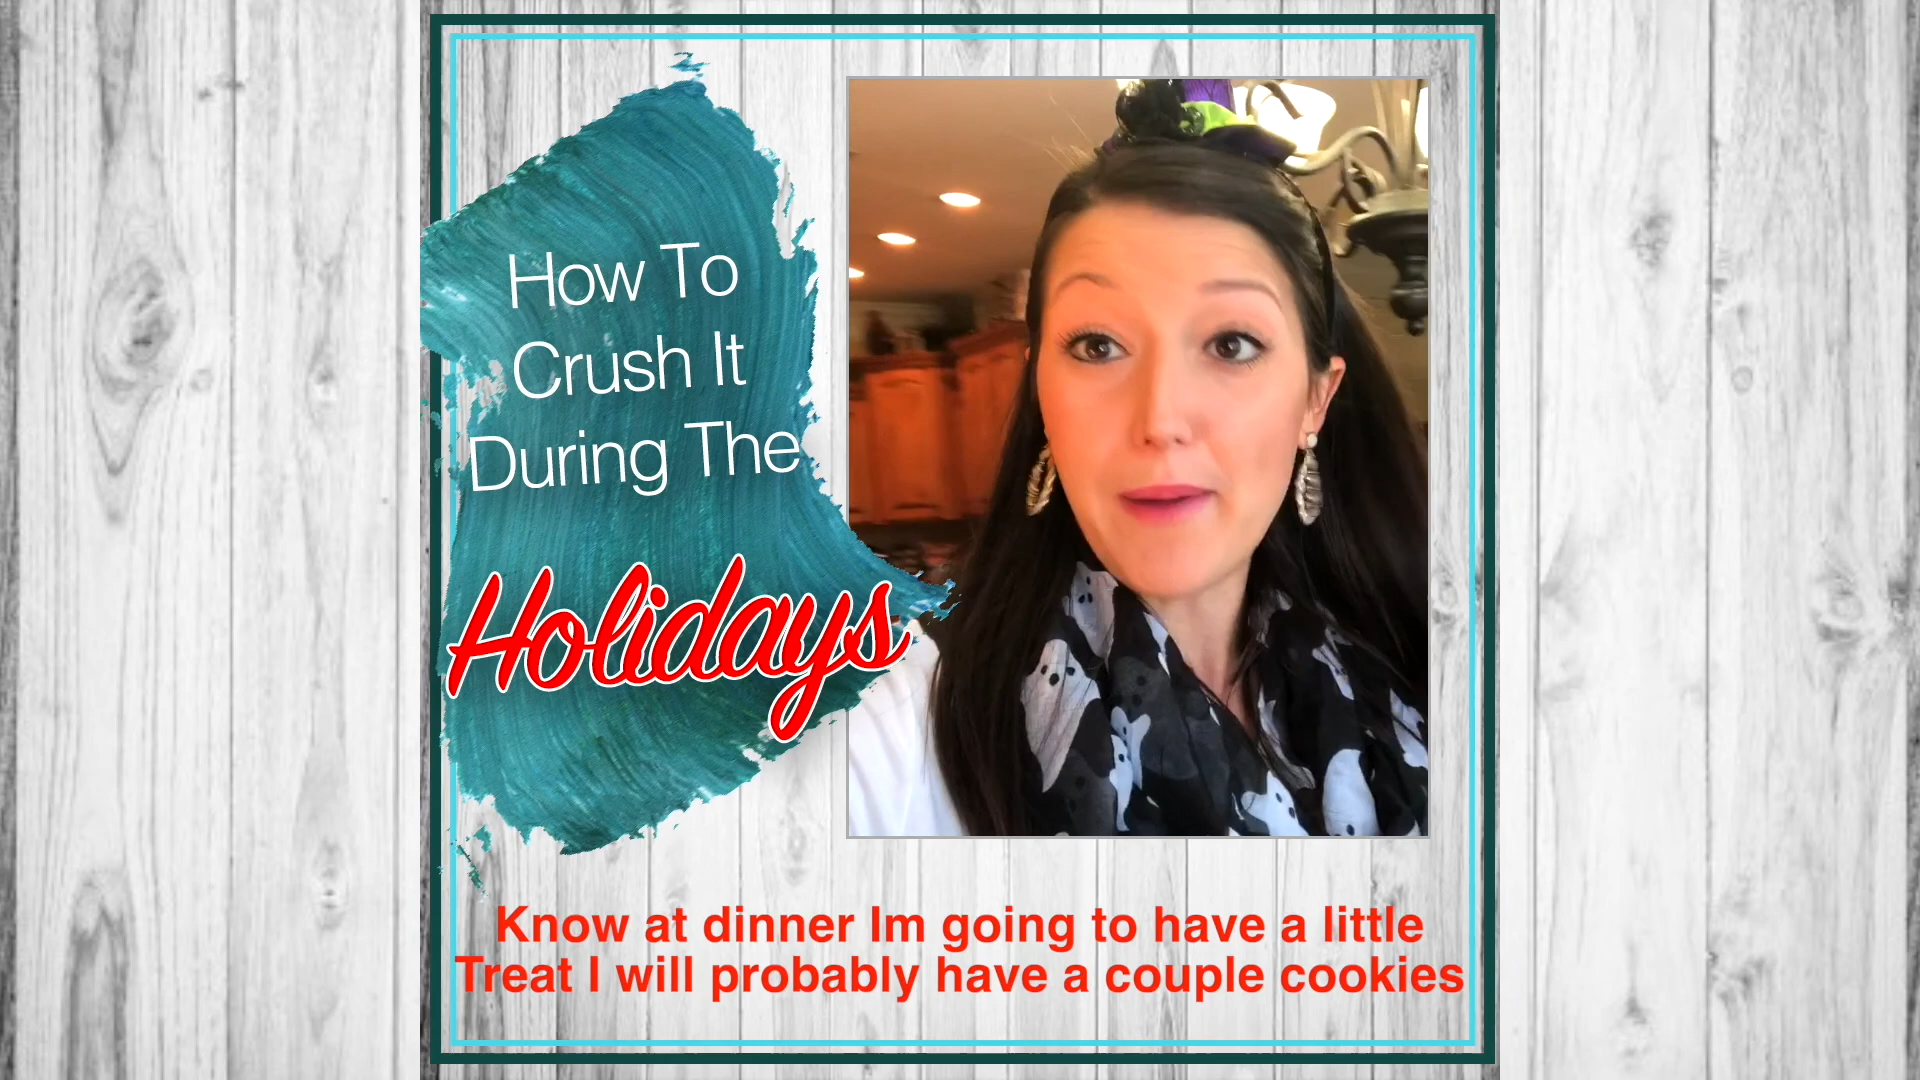 How To
Crush It
During The
Holidays
Know at dinner Im going to have a little
Treat I will probably have a couple cookies